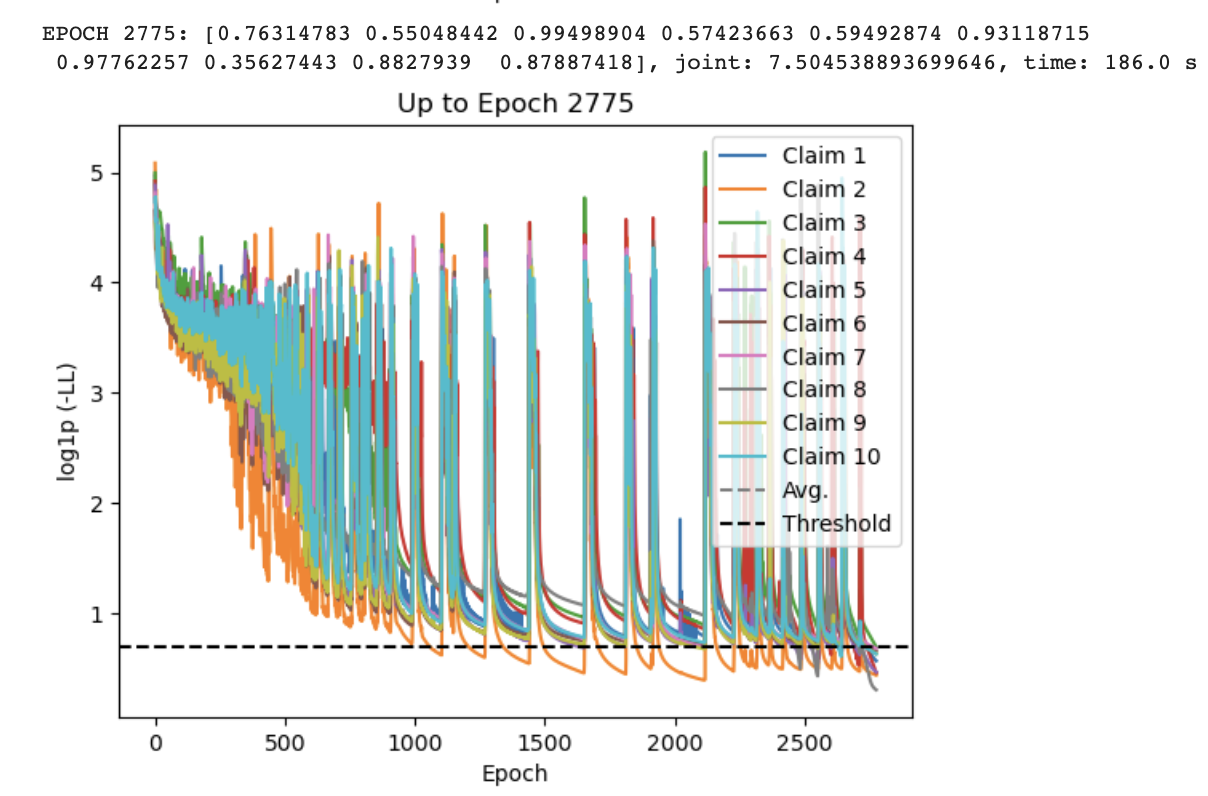 EPOCH 2775: [0.76314783 0.55048442 0.99498904 0.57423663 0.59492874 0.93118715
0.97762257 0.35627443 0.8827939  0.87887418], joint: 7.504538893699646, time: 186.0 s
Up to Epoch 2775
5
4
3
2
1
log1p (-LL)
Claim 1
Claim 2
Claim 3
Claim 4
Claim 5
Claim 6
Claim 7
Claim 8
Claim 9
Claim 10
Avg.
Threshold
0 500 1000 1500 2000 2500
Epoch